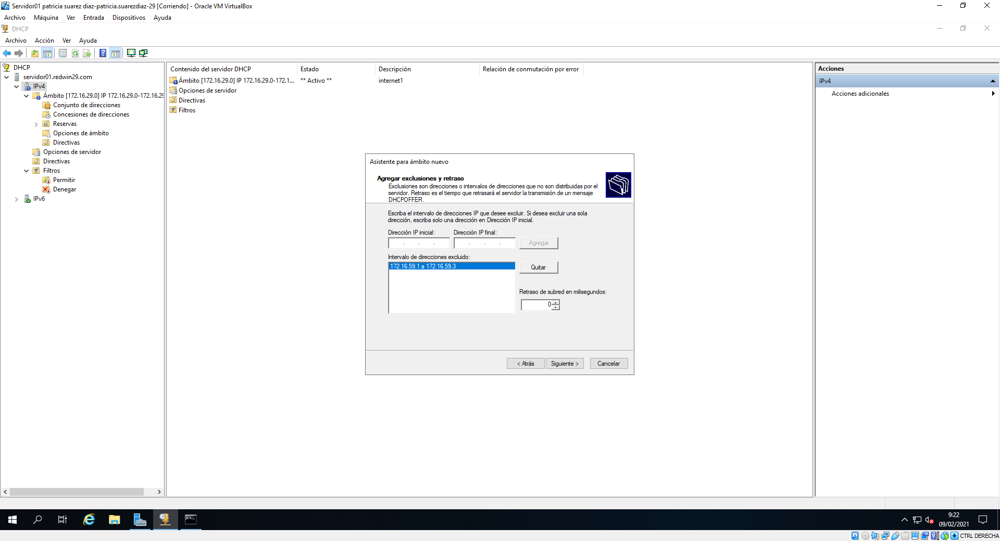 Servidor01 patricia suarez diaz-patricia.suarezdiaz-29 [Corriendo] - Oracle VM VirtualBox
Archivo Máquina Ver Entrada Dispositivos Ayuda
DHCP
Archivo Acción Ver Ayuda
DHCP
servidor01.redwin29.com
IPv4
Ámbito [172.16.29.0] IP 172.16.29.0-172.16.29
Conjunto de direcciones
Concesiones de direcciones
Reservas
Opciones de ámbito
Directivas
Opciones de servidor
Directivas
Filtros
Permitir
Denegar
IPv6
Contenido del servidor DHCP Estado Descripción Relación de conmutación por error
Ámbito [172.16.29.0] IP 172.16.29.0-172.1... ** Activo ** internet1
Opciones de servidor
Directivas
Filtros
Acciones
IPv4
Acciones adicionales
Asistente para ámbito nuevo
Agregar exclusiones y retraso
Exclusiones son direcciones o intervalos de direcciones que no son distribuidas por el
servidor. Retraso es el tiempo que retrasará el servidor la transmisión de un mensaje
DHCPOFFER.
Escriba el intervalo de direcciones IP que desee excluir. Si desea excluir una sola
dirección, escriba solo una dirección en Dirección IP inicial.
Dirección IP inicial: Dirección IP final:
. . . . . . Agregar
Intervalo de direcciones excluido:
172.16.59.1 a 172.16.59.3 Quitar
Retraso de subred en milisegundos:
0
< Atrás Siguiente > Cancelar
9:22
09/02/2021
CTRL DERECHA